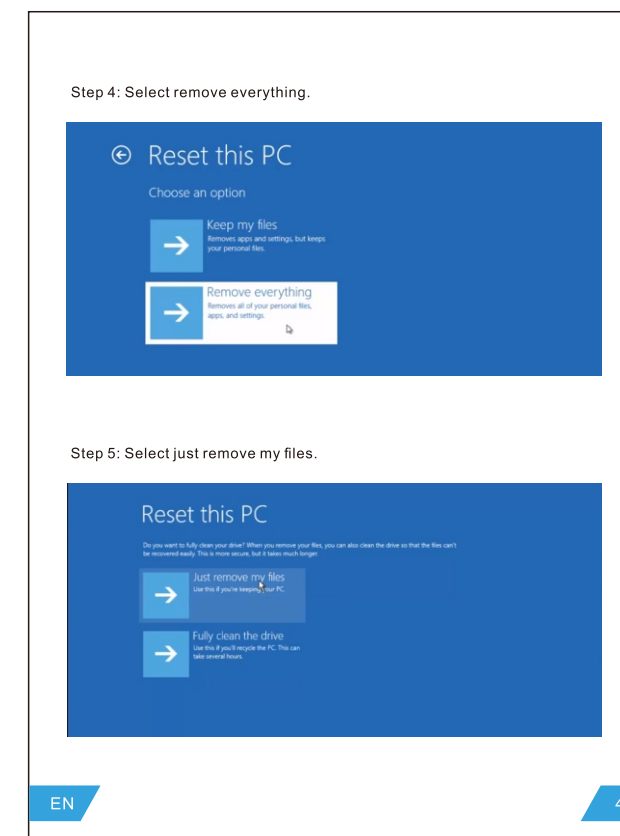 Step 4: Select remove everything.
Reset this PC
Choose an option
Keep my files
Removes apps and settings, but keeps
your personal files.
Remove everything
Removes all of your personal files,
apps, and settings.
Step 5: Select just remove my files.
Reset this PC
Do you want to fully clean your drive? When you remove your files, you can also clean the drive so that the files can't
be recovered easily. This is more secure, but it takes much longer.
Just remove my files
Use this if you're keeping your PC.
Fully clean the drive
Use this if you'll recycle the PC. This can
take several hours.
EN
4